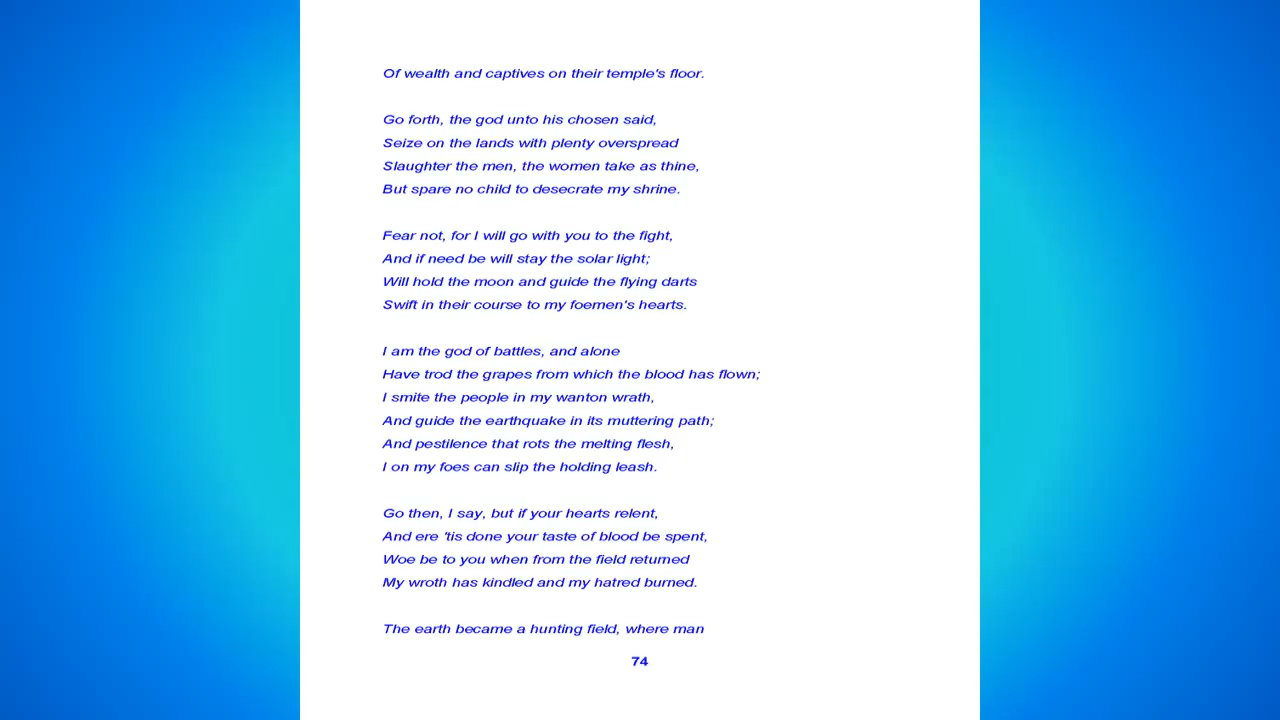 Of wealth and captives on their temple's floor.
Go forth, the god unto his chosen said,
Seize on the lands with plenty overspread
Slaughter the men, the women take as thine,
But spare no child to desecrate my shrine.
Fear not, for I will go with you to the fight,
And if need be will stay the solar light;
Will hold the moon and guide the flying darts
Swift in their course to my foemen's hearts.
I am the god of battles, and alone
Have trod the grapes from which the blood has flown;
I smite the people in my wanton wrath,
And guide the earthquake in its muttering path;
And pestilence that rots the melting flesh,
I on my foes can slip the holding leash.
Go then, I say, but if your hearts relent,
And ere 'tis done your taste of blood be spent,
Woe be to you when from the field returned
My wroth has kindled and my hatred burned.
The earth became a hunting field, where man
74